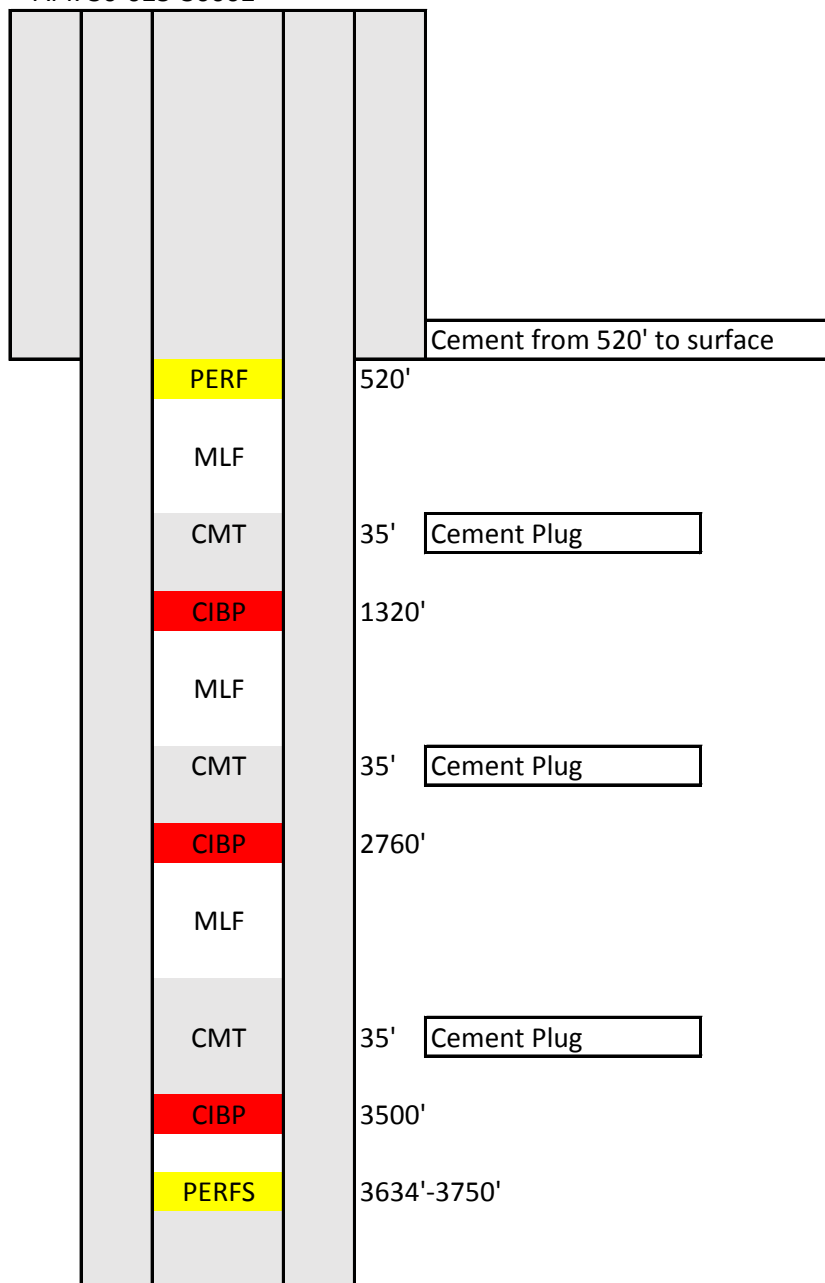 Cement from 520' to surface
PERF 520'
MLF
CMT 35' Cement Plug
CIBP 1320'
MLF
CMT 35' Cement Plug
CIBP 2760'
MLF
CMT 35' Cement Plug
CIBP 3500'
PERFS 3634'-3750'